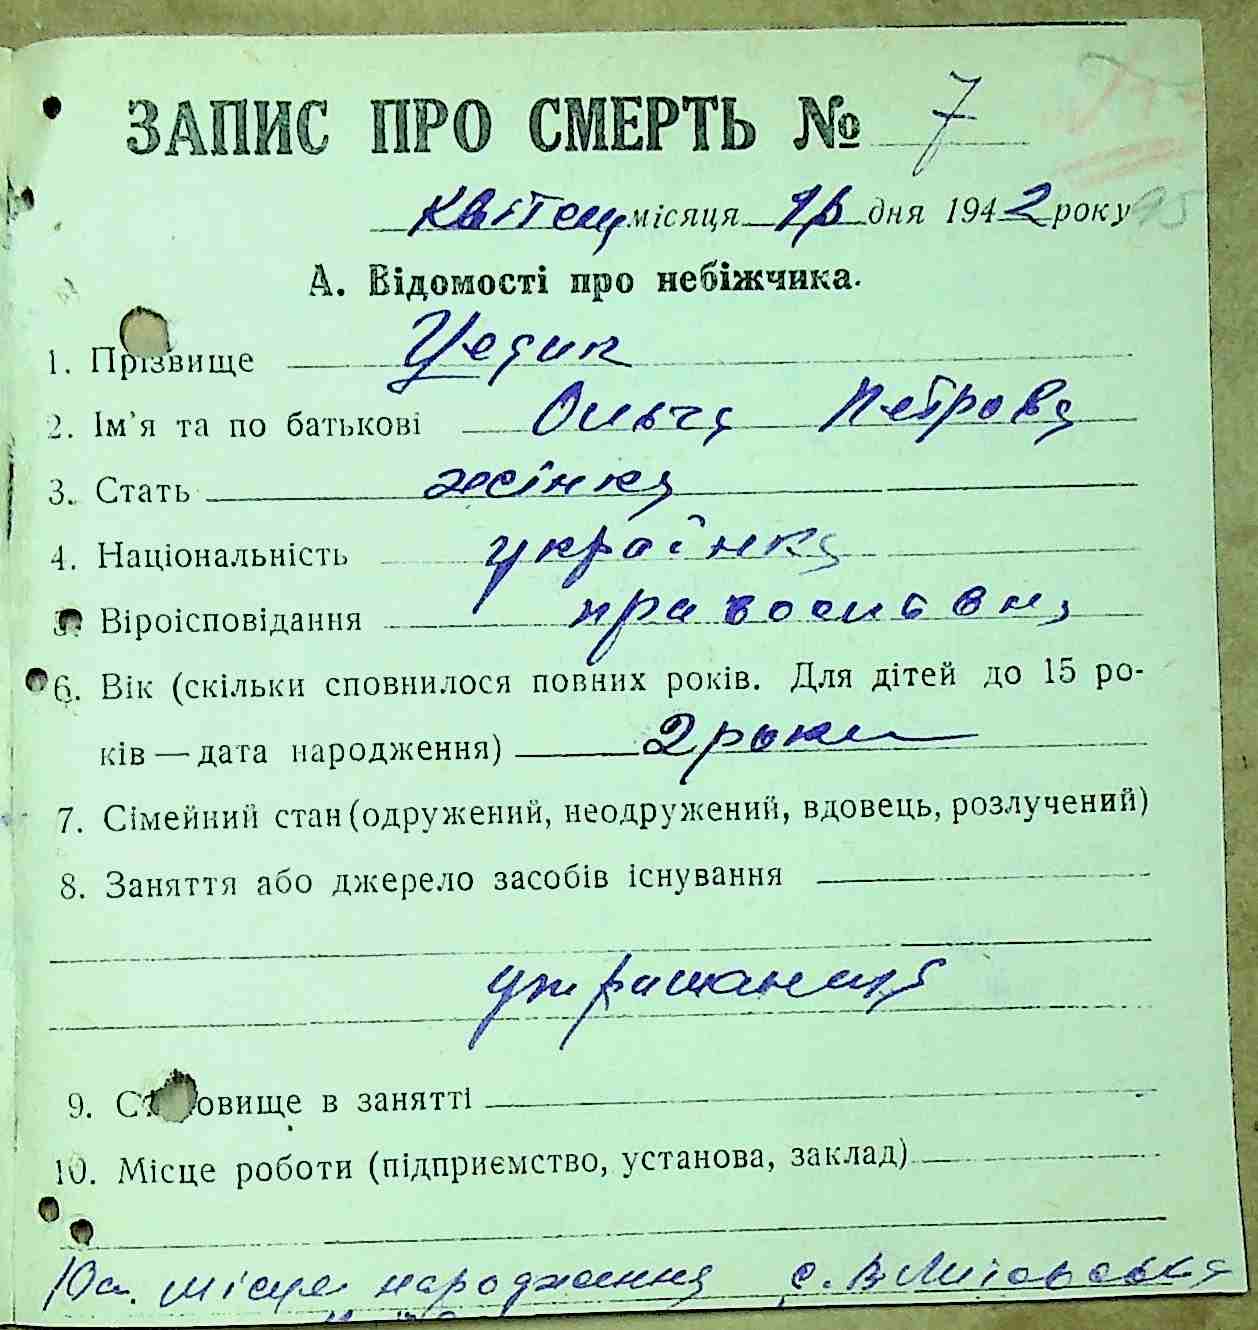 ЗАПИС ПРО СМЕРТЬ № 7
Квітень місяця дня 1942 року
А. Відомості про небіжчика.
1. Прізвище
2. Ім'я та по батькові Ольга Петрова
3. Стать жінка
4. Національність українка
5. Віроісповідання православна
6. Вік (скільки сповнилося повних років. Для дітей до 15 ро-
ків — дата народження) 2 роки
7. Сімейний стан (одружений, неодружений, вдовець, розлучений)
8. Заняття або джерело засобів існування
утриманиця
9. Становище в занятті
10. Місце роботи (підприємство, установа, заклад)
10а. місце народження с.